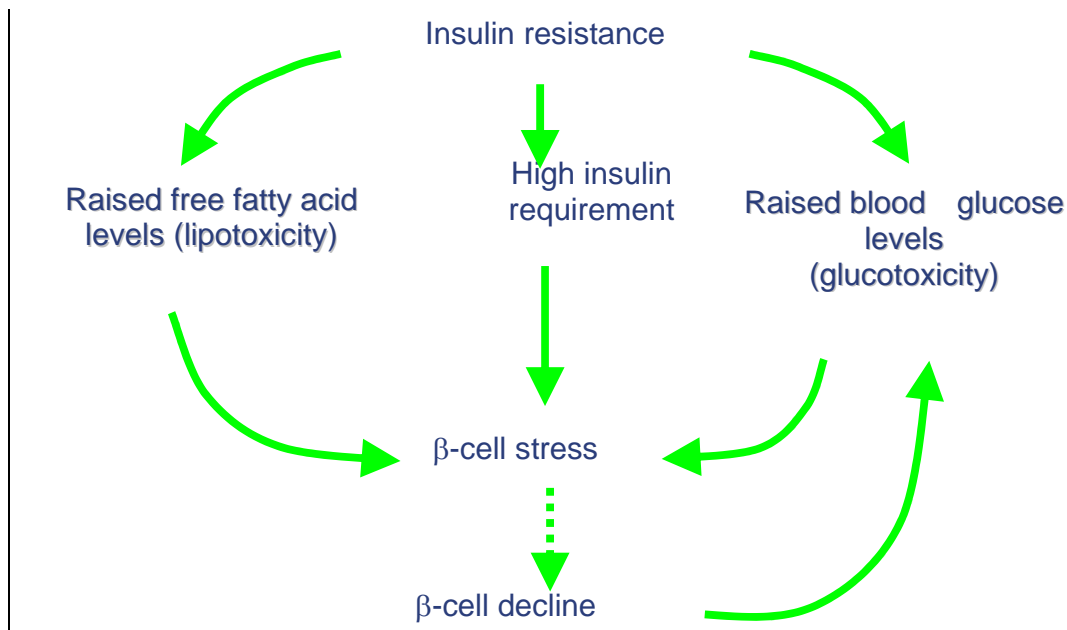 Insulin resistance
Raised free fatty acid
levels (lipotoxicity)
High insulin
requirement
Raised blood glucose
levels
(glucotoxicity)
β-cell stress
β-cell decline